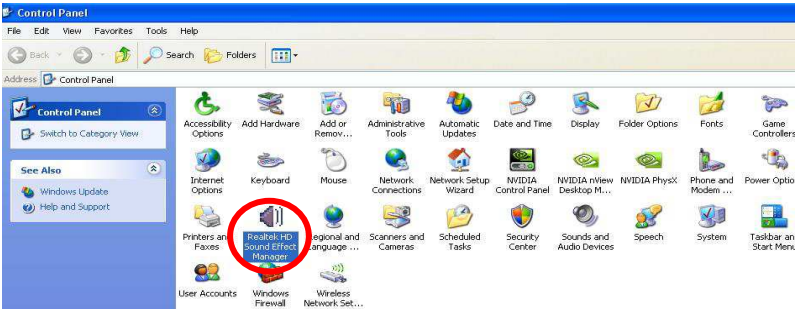 Control Panel
File Edit View Favorites Tools Help
Back Search Folders
Address Control Panel
Control Panel
Switch to Category View
See Also
Windows Update
Help and Support
Accessibility Options
Add Hardware
Add or Remov...
Administrative Tools
Automatic Updates
Date and Time
Display
Folder Options
Fonts
Game Controllers
Internet Options
Keyboard
Mouse
Network Connections
Network Setup Wizard
NVIDIA Control Panel
NVIDIA nView Desktop M...
NVIDIA PhysX
Phone and Modem ...
Power Optio
Printers and Faxes
Realtek HD Sound Effect Manager
Regional and Language ...
Scanners and Cameras
Scheduled Tasks
Security Center
Sounds and Audio Devices
Speech
System
Taskbar an Start Menu
User Accounts
Windows Firewall
Wireless Network Set...